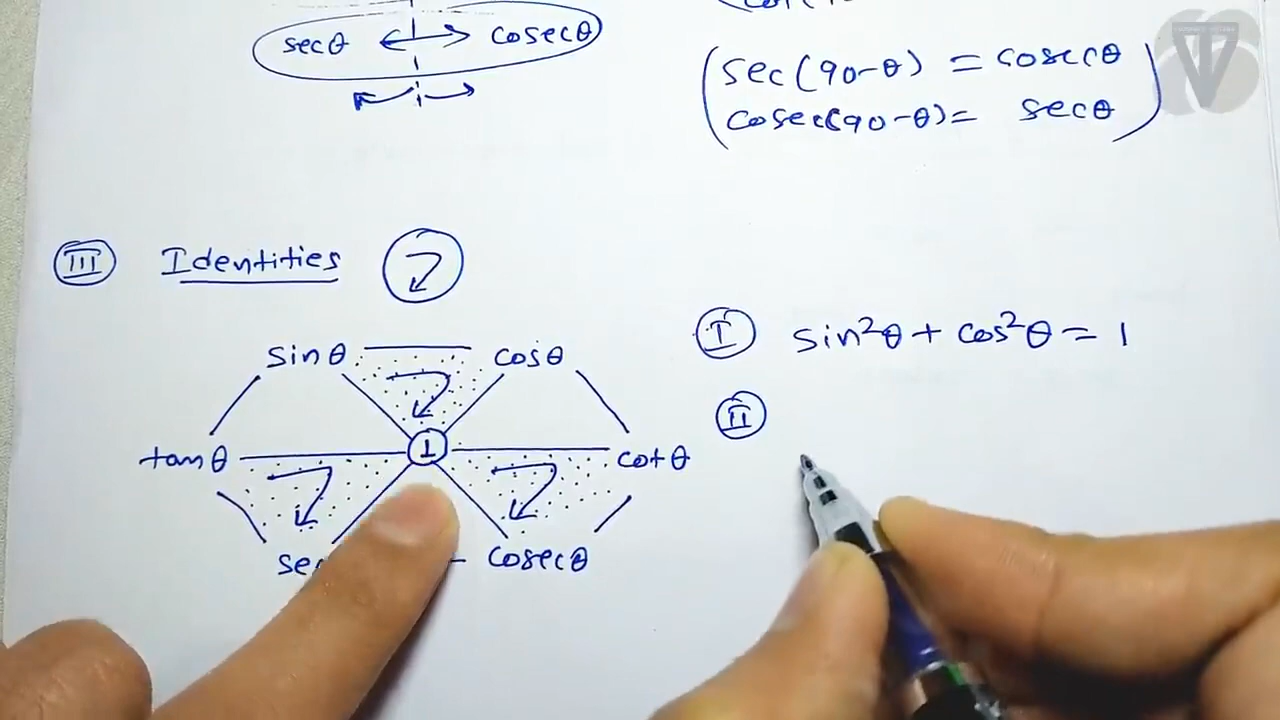 secθ ↔ cosecθ
sec(90-θ) = cosecθ
cosec(90-θ) = secθ
III Identities
I sin²θ + cos²θ = 1
sinθ cosθ
II
tanθ 1 cotθ
cosecθ